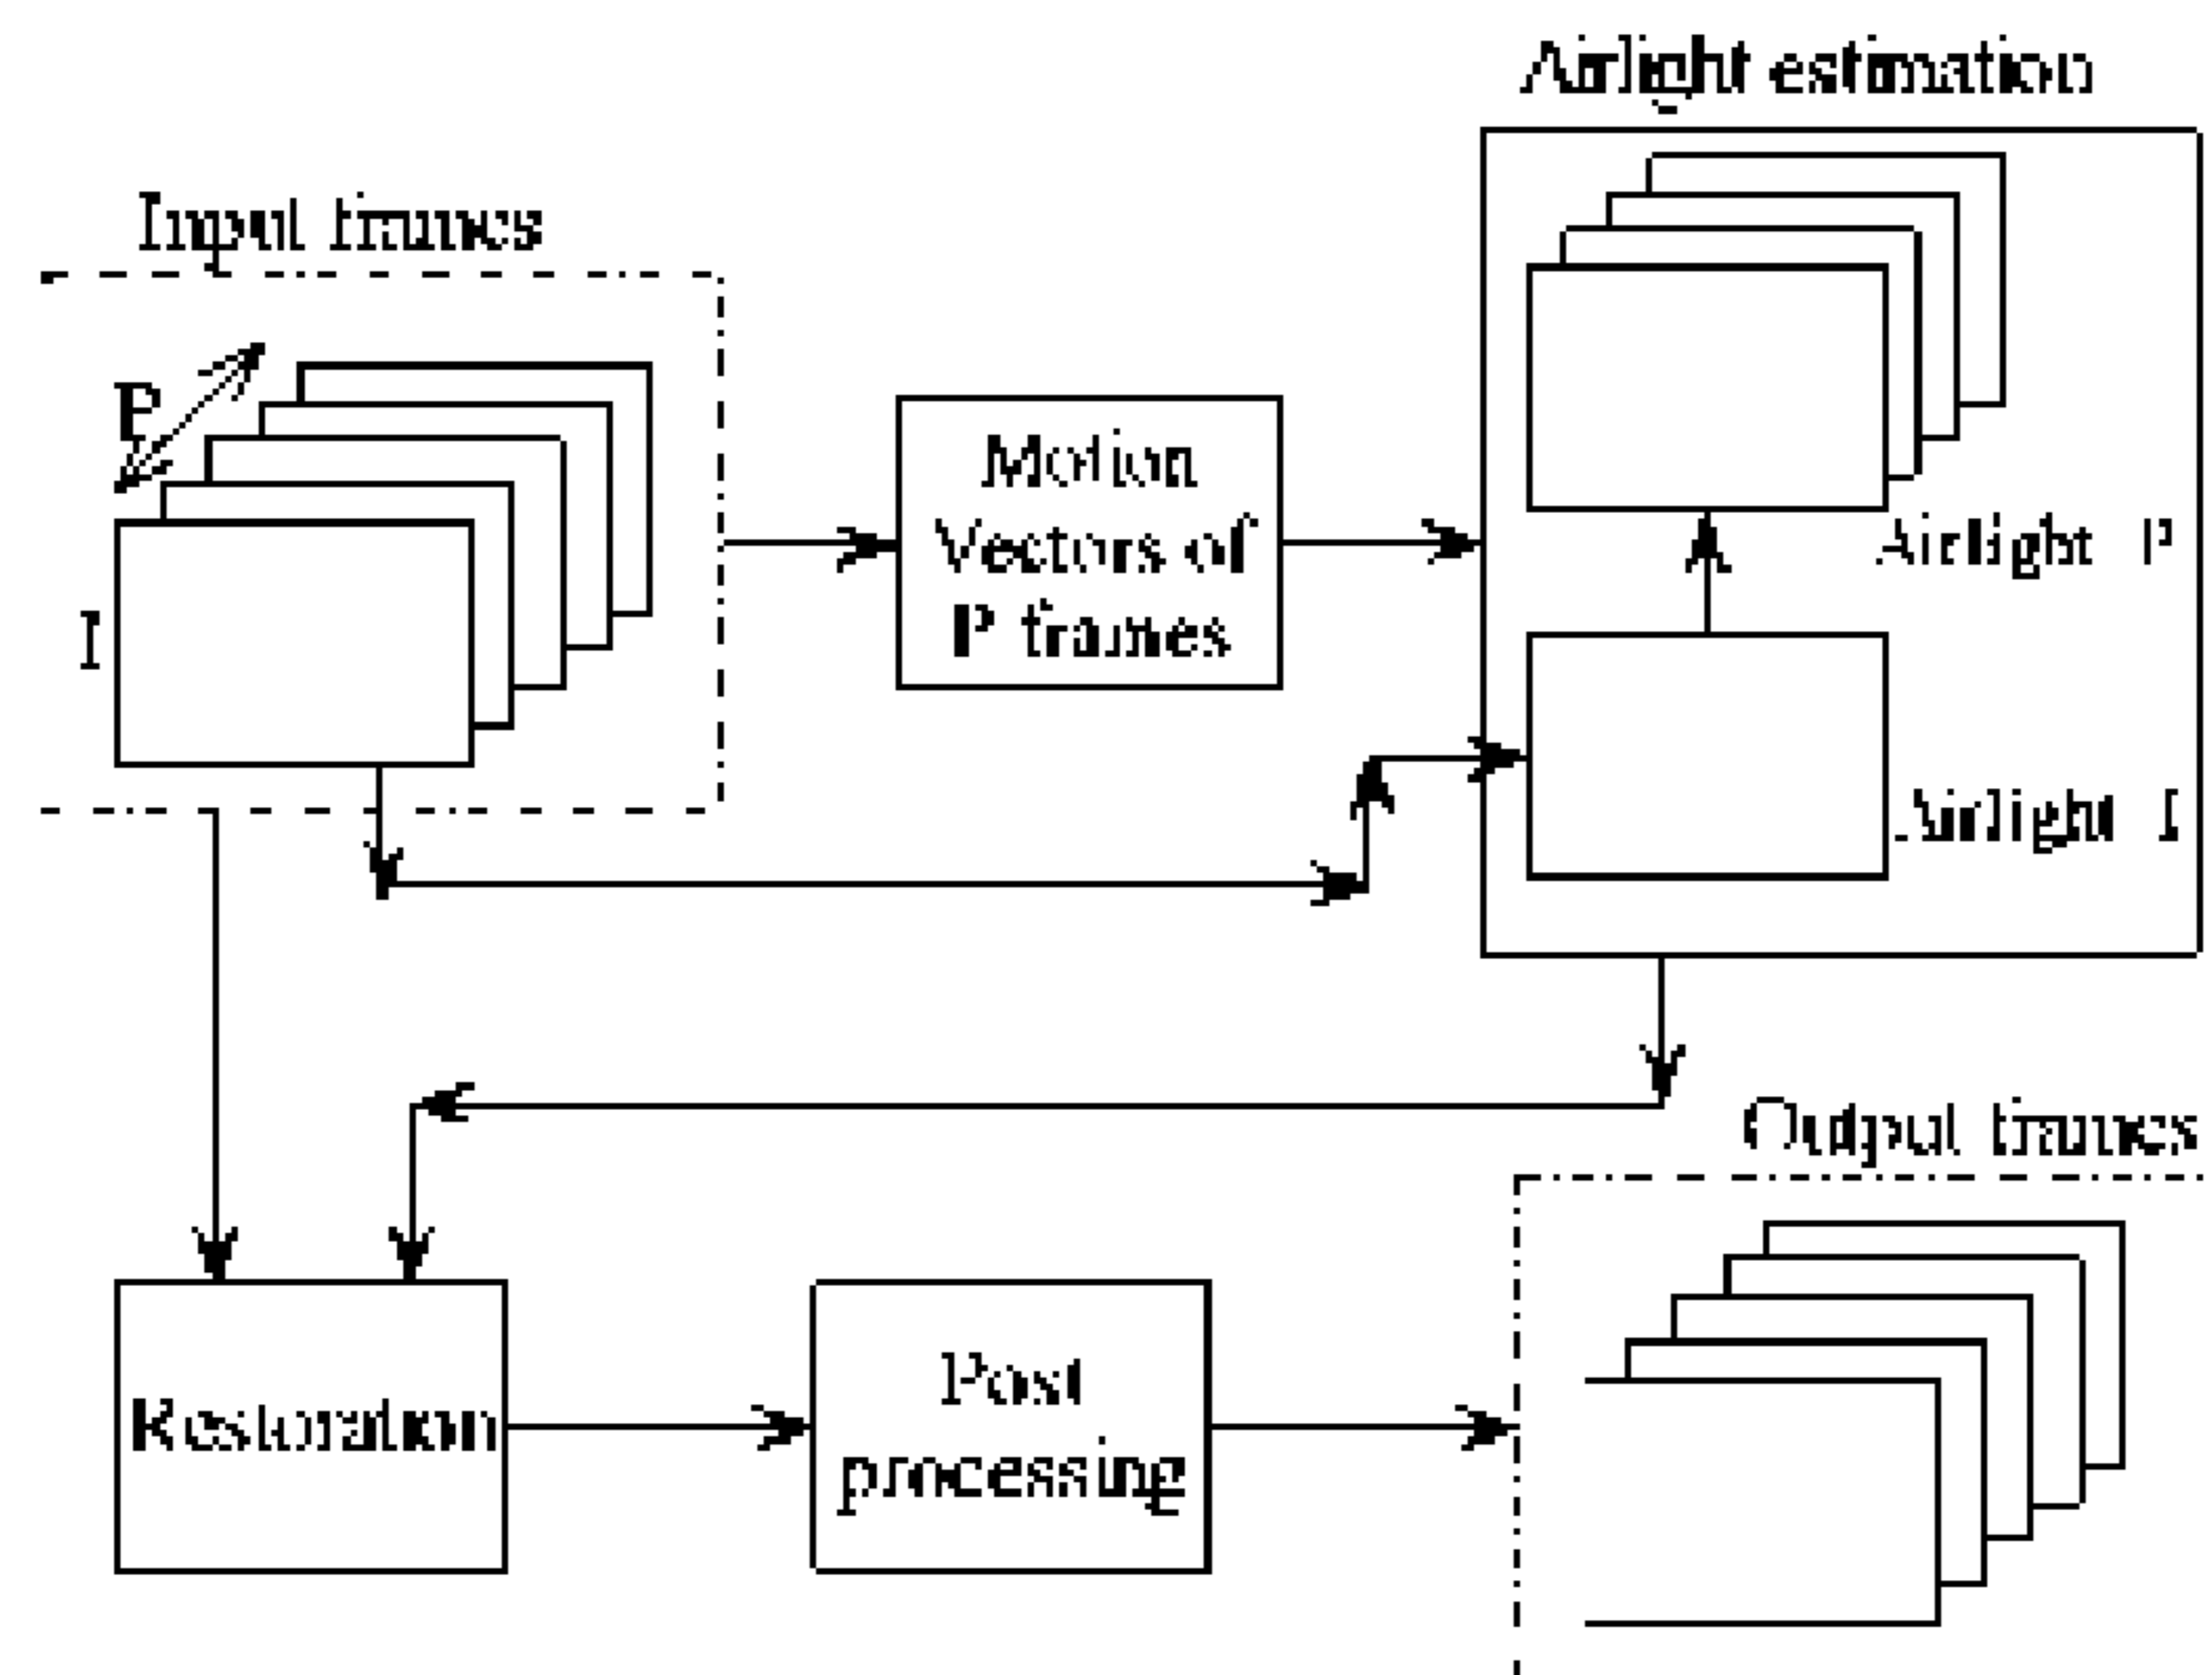 Airlight estimation
Input frames
P
I
Motion
Vectors of
P frames
Airlight P
Airlight I
Output frames
Restoration
Post
processing